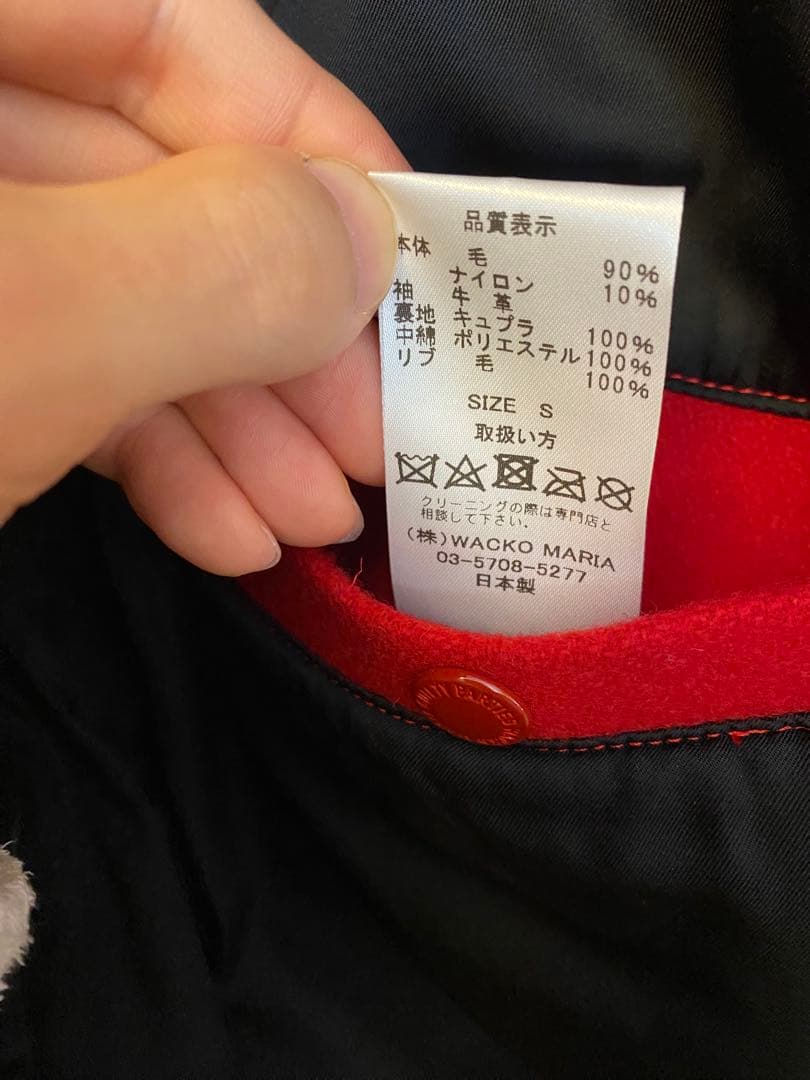 品質表示
本体 毛 90%
ナイロン 10%
袖 牛革
裏地 キュプラ 100%
中綿 ポリエステル 100%
リブ 毛 100%
SIZE S
取扱い方
クリーニングの際は専門店と
相談して下さい。
(株)WACKO MARIA
03-5708-5277
日本製
GUILTY PARTIES